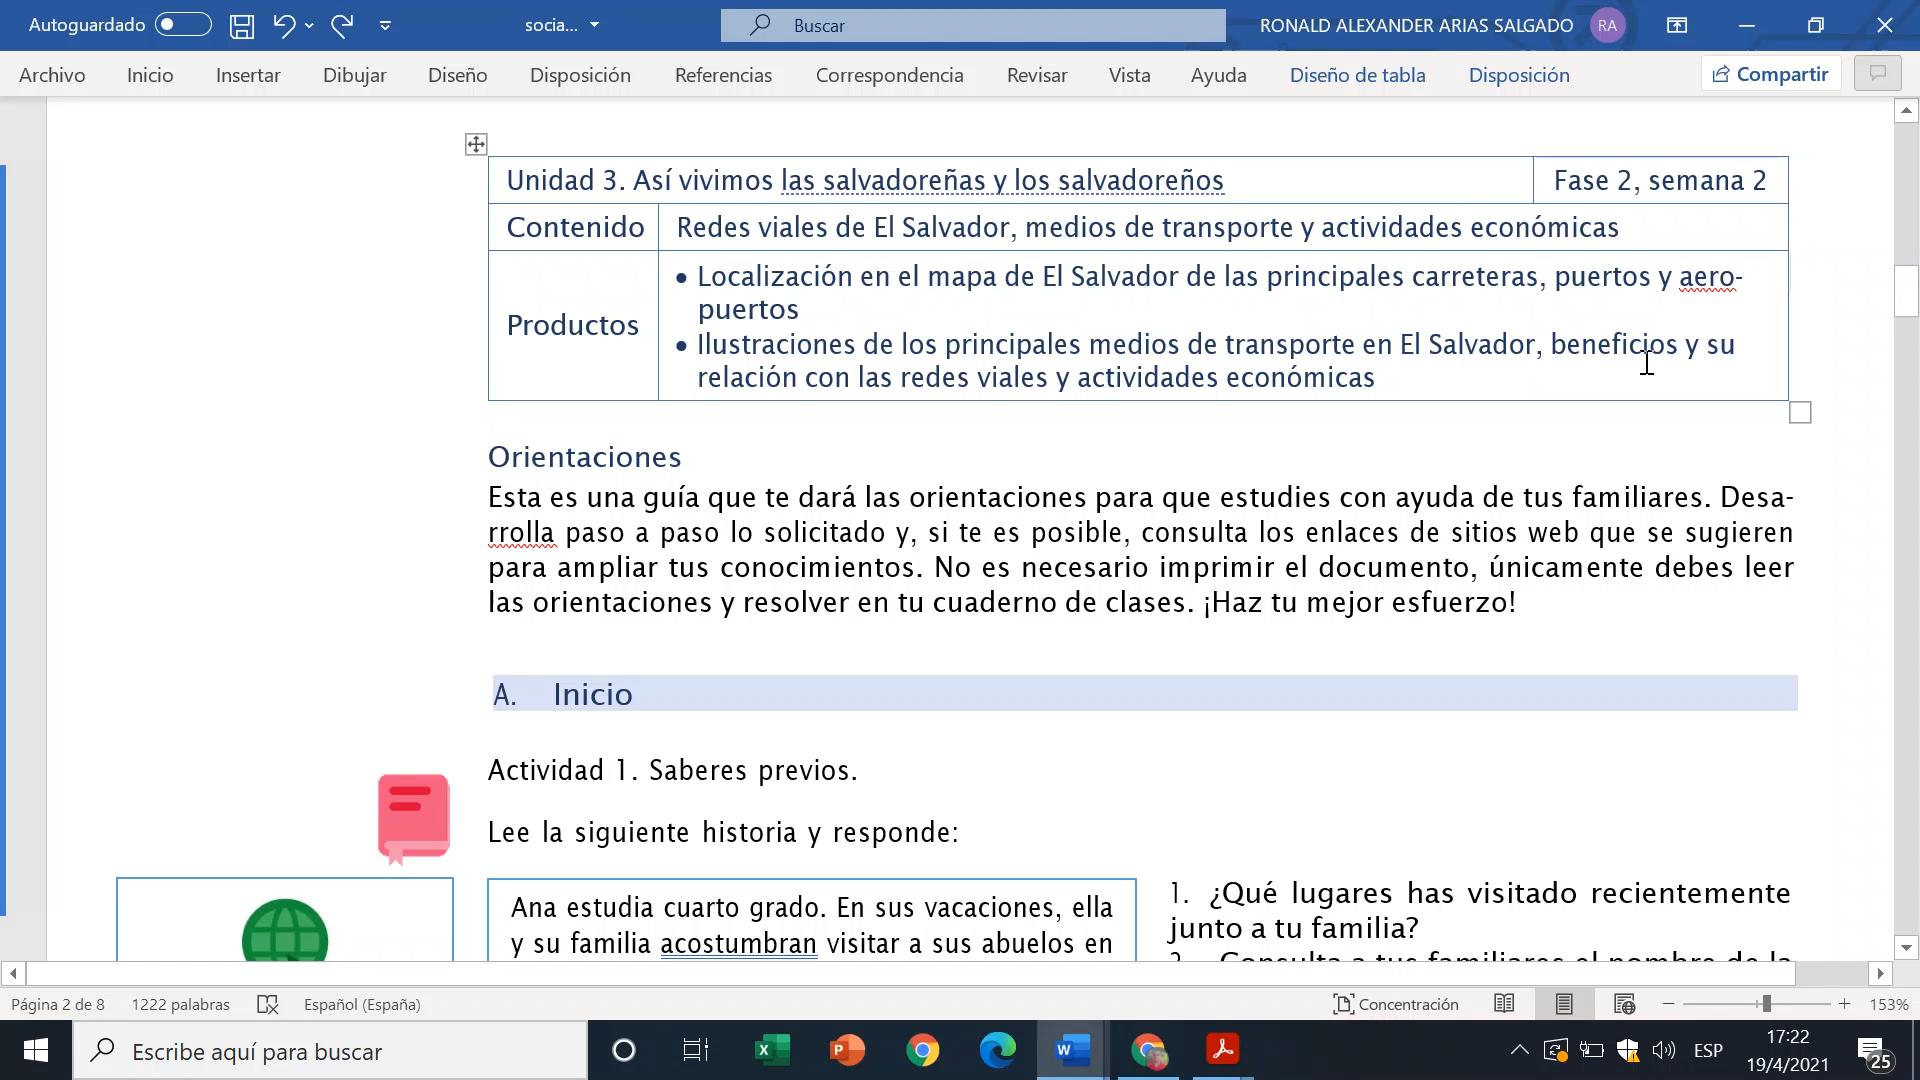 Autoguardado
socia...
Buscar
RONALD ALEXANDER ARIAS SALGADO
RA
Archivo
Inicio
Insertar
Dibujar
Diseño
Disposición
Referencias
Correspondencia
Revisar
Vista
Ayuda
Diseño de tabla
Disposición
Compartir
Unidad 3. Así vivimos las salvadoreñas y los salvadoreños
Fase 2, semana 2
Contenido
Redes viales de El Salvador, medios de transporte y actividades económicas
Productos
• Localización en el mapa de El Salvador de las principales carreteras, puertos y aero-
puertos
• Ilustraciones de los principales medios de transporte en El Salvador, beneficios y su
relación con las redes viales y actividades económicas
Orientaciones
Esta es una guía que te dará las orientaciones para que estudies con ayuda de tus familiares. Desa-
rrolla paso a paso lo solicitado y, si te es posible, consulta los enlaces de sitios web que se sugieren
para ampliar tus conocimientos. No es necesario imprimir el documento, únicamente debes leer
las orientaciones y resolver en tu cuaderno de clases. ¡Haz tu mejor esfuerzo!
A. Inicio
Actividad 1. Saberes previos.
Lee la siguiente historia y responde:
Ana estudia cuarto grado. En sus vacaciones, ella
y su familia acostumbran visitar a sus abuelos en
1. ¿Qué lugares has visitado recientemente
junto a tu familia?
2. Consulta a tus familiares el nombre de la
Página 2 de 8
1222 palabras
Español (España)
Concentración
153%
Escribe aquí para buscar
ESP
17:22
19/4/2021
25